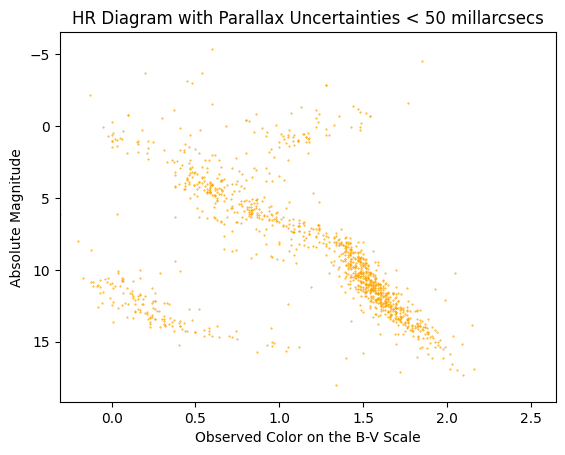 HR Diagram with Parallax Uncertainties < 50 millarcsecs
−5
0
5
10
15
Absolute Magnitude
0.0 0.5 1.0 1.5 2.0 2.5
Observed Color on the B-V Scale